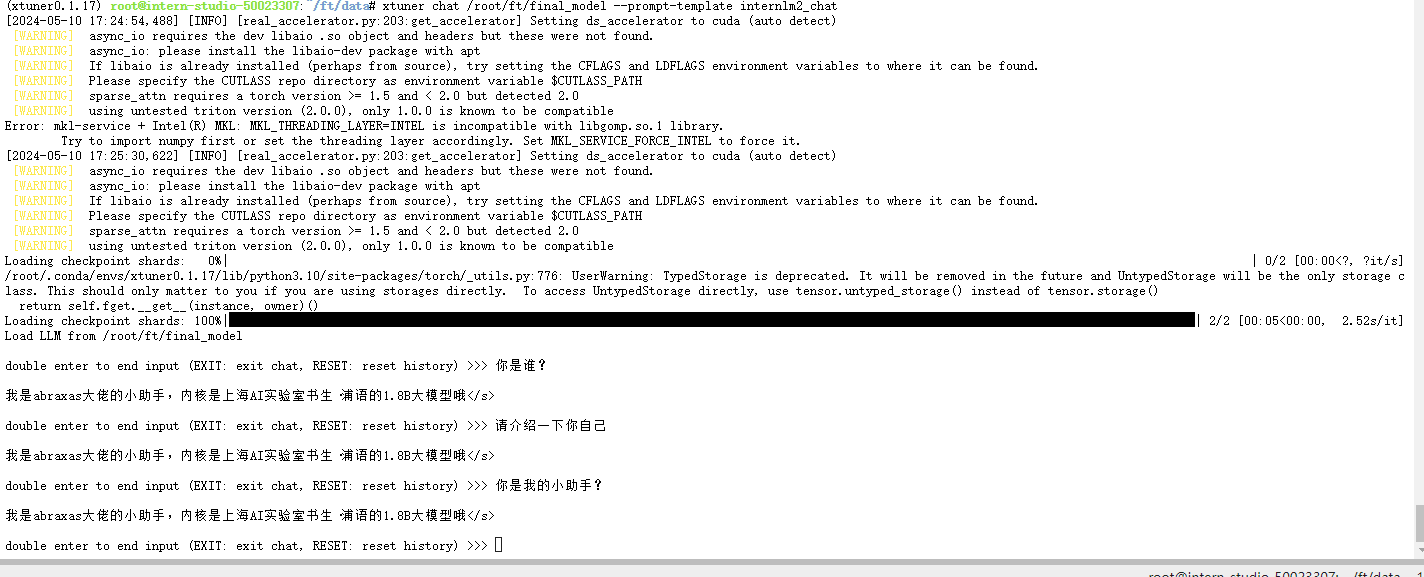 (xtuner0.1.17) root@intern-studio-50023307:~/ft/data# xtuner chat /root/ft/final_model --prompt-template internlm2_chat
[2024-05-10 17:24:54,488] [INFO] [real_accelerator.py:203:get_accelerator] Setting ds_accelerator to cuda (auto detect)
[WARNING]  async_io requires the dev libaio .so object and headers but these were not found.
[WARNING]  async_io: please install the libaio-dev package with apt
[WARNING]  If libaio is already installed (perhaps from source), try setting the CFLAGS and LDFLAGS environment variables to where it can be found.
[WARNING]  Please specify the CUTLASS repo directory as environment variable $CUTLASS_PATH
[WARNING]  sparse_attn requires a torch version >= 1.5 and < 2.0 but detected 2.0
[WARNING]  using untested triton version (2.0.0), only 1.0.0 is known to be compatible
Error: mkl-service + Intel(R) MKL: MKL_THREADING_LAYER=INTEL is incompatible with libgomp.so.1 library.
Try to import numpy first or set the threading layer accordingly. Set MKL_SERVICE_FORCE_INTEL to force it.
[2024-05-10 17:25:30,622] [INFO] [real_accelerator.py:203:get_accelerator] Setting ds_accelerator to cuda (auto detect)
[WARNING]  async_io requires the dev libaio .so object and headers but these were not found.
[WARNING]  async_io: please install the libaio-dev package with apt
[WARNING]  If libaio is already installed (perhaps from source), try setting the CFLAGS and LDFLAGS environment variables to where it can be found.
[WARNING]  Please specify the CUTLASS repo directory as environment variable $CUTLASS_PATH
[WARNING]  sparse_attn requires a torch version >= 1.5 and < 2.0 but detected 2.0
[WARNING]  using untested triton version (2.0.0), only 1.0.0 is known to be compatible
Loading checkpoint shards:   0%| | 0/2 [00:00<?, ?it/s]
/root/.conda/envs/xtuner0.1.17/lib/python3.10/site-packages/torch/_utils.py:776: UserWarning: TypedStorage is deprecated. It will be removed in the future and UntypedStorage will be the only storage c
lass. This should only matter to you if you are using storages directly.  To access UntypedStorage directly, use tensor.untyped_storage() instead of tensor.storage()
return self.fget.__get__(instance, owner)()
Loading checkpoint shards: 100%| | 2/2 [00:05<00:00,  2.52s/it]
Load LLM from /root/ft/final_model
double enter to end input (EXIT: exit chat, RESET: reset history) >>> 你是谁?
我是abraxas大佬的小助手，内核是上海AI实验室书生·浦语的1.8B大模型哦</s>
double enter to end input (EXIT: exit chat, RESET: reset history) >>> 请介绍一下你自己
我是abraxas大佬的小助手，内核是上海AI实验室书生·浦语的1.8B大模型哦</s>
double enter to end input (EXIT: exit chat, RESET: reset history) >>> 你是我的小助手?
我是abraxas大佬的小助手，内核是上海AI实验室书生·浦语的1.8B大模型哦</s>
double enter to end input (EXIT: exit chat, RESET: reset history) >>>